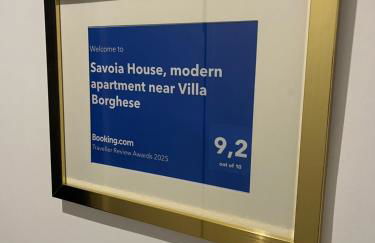 Welcome to
Savoia House, modern
apartment near Villa
Borghese
Booking.com
Traveller Review Awards 2025
9,2
out of 10